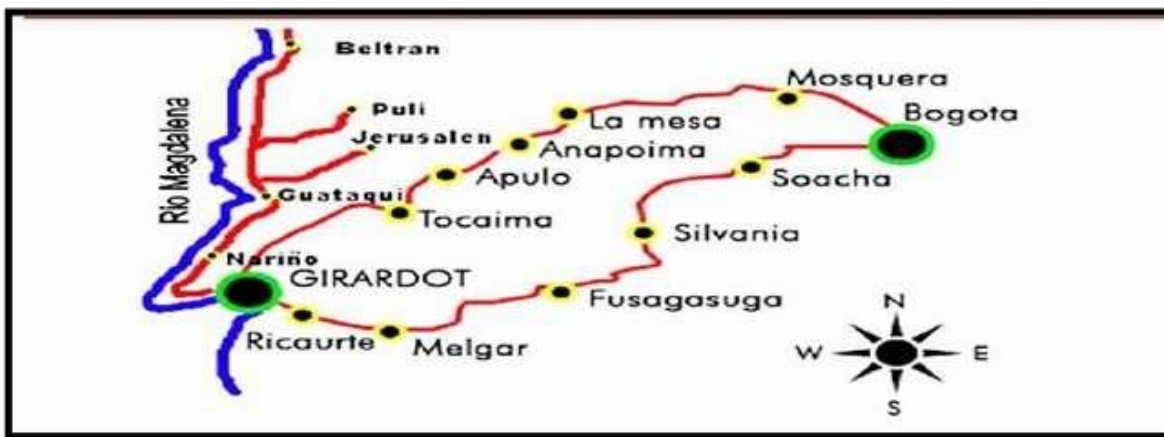 Beltran
Mosquera
Puli
La mesa
Bogota
Rio Magdalena
Jerusalen
Anapoima
Apulo
Soacha
Guataqui
Tocaima
Silvania
Nariño
GIRARDOT
Fusagasuga
Ricaurte
Melgar
N
W
E
S